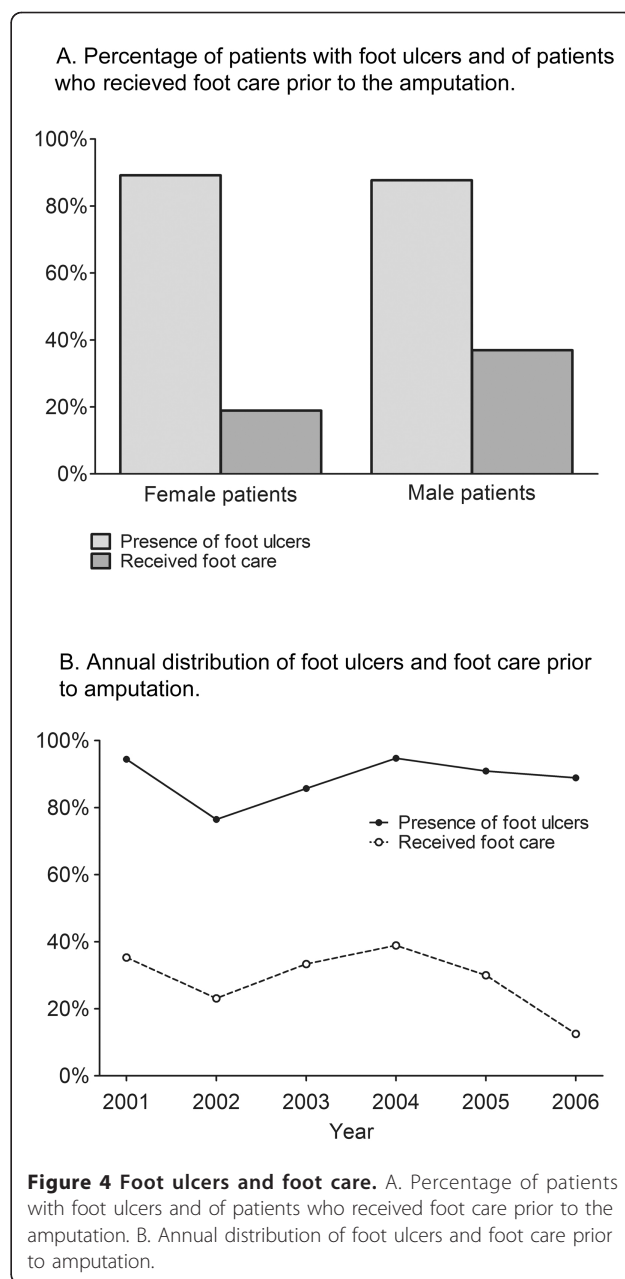 A. Percentage of patients with foot ulcers and of patients
who recieved foot care prior to the amputation.
100%
80%
60%
40%
20%
0%
Female patients Male patients
Presence of foot ulcers
Received foot care
B. Annual distribution of foot ulcers and foot care prior
to amputation.
100%
80%
60%
40%
20%
0%
Presence of foot ulcers
Received foot care
2001 2002 2003 2004 2005 2006
Year
Figure 4 Foot ulcers and foot care. A. Percentage of patients
with foot ulcers and of patients who received foot care prior to the
amputation. B. Annual distribution of foot ulcers and foot care prior
to amputation.